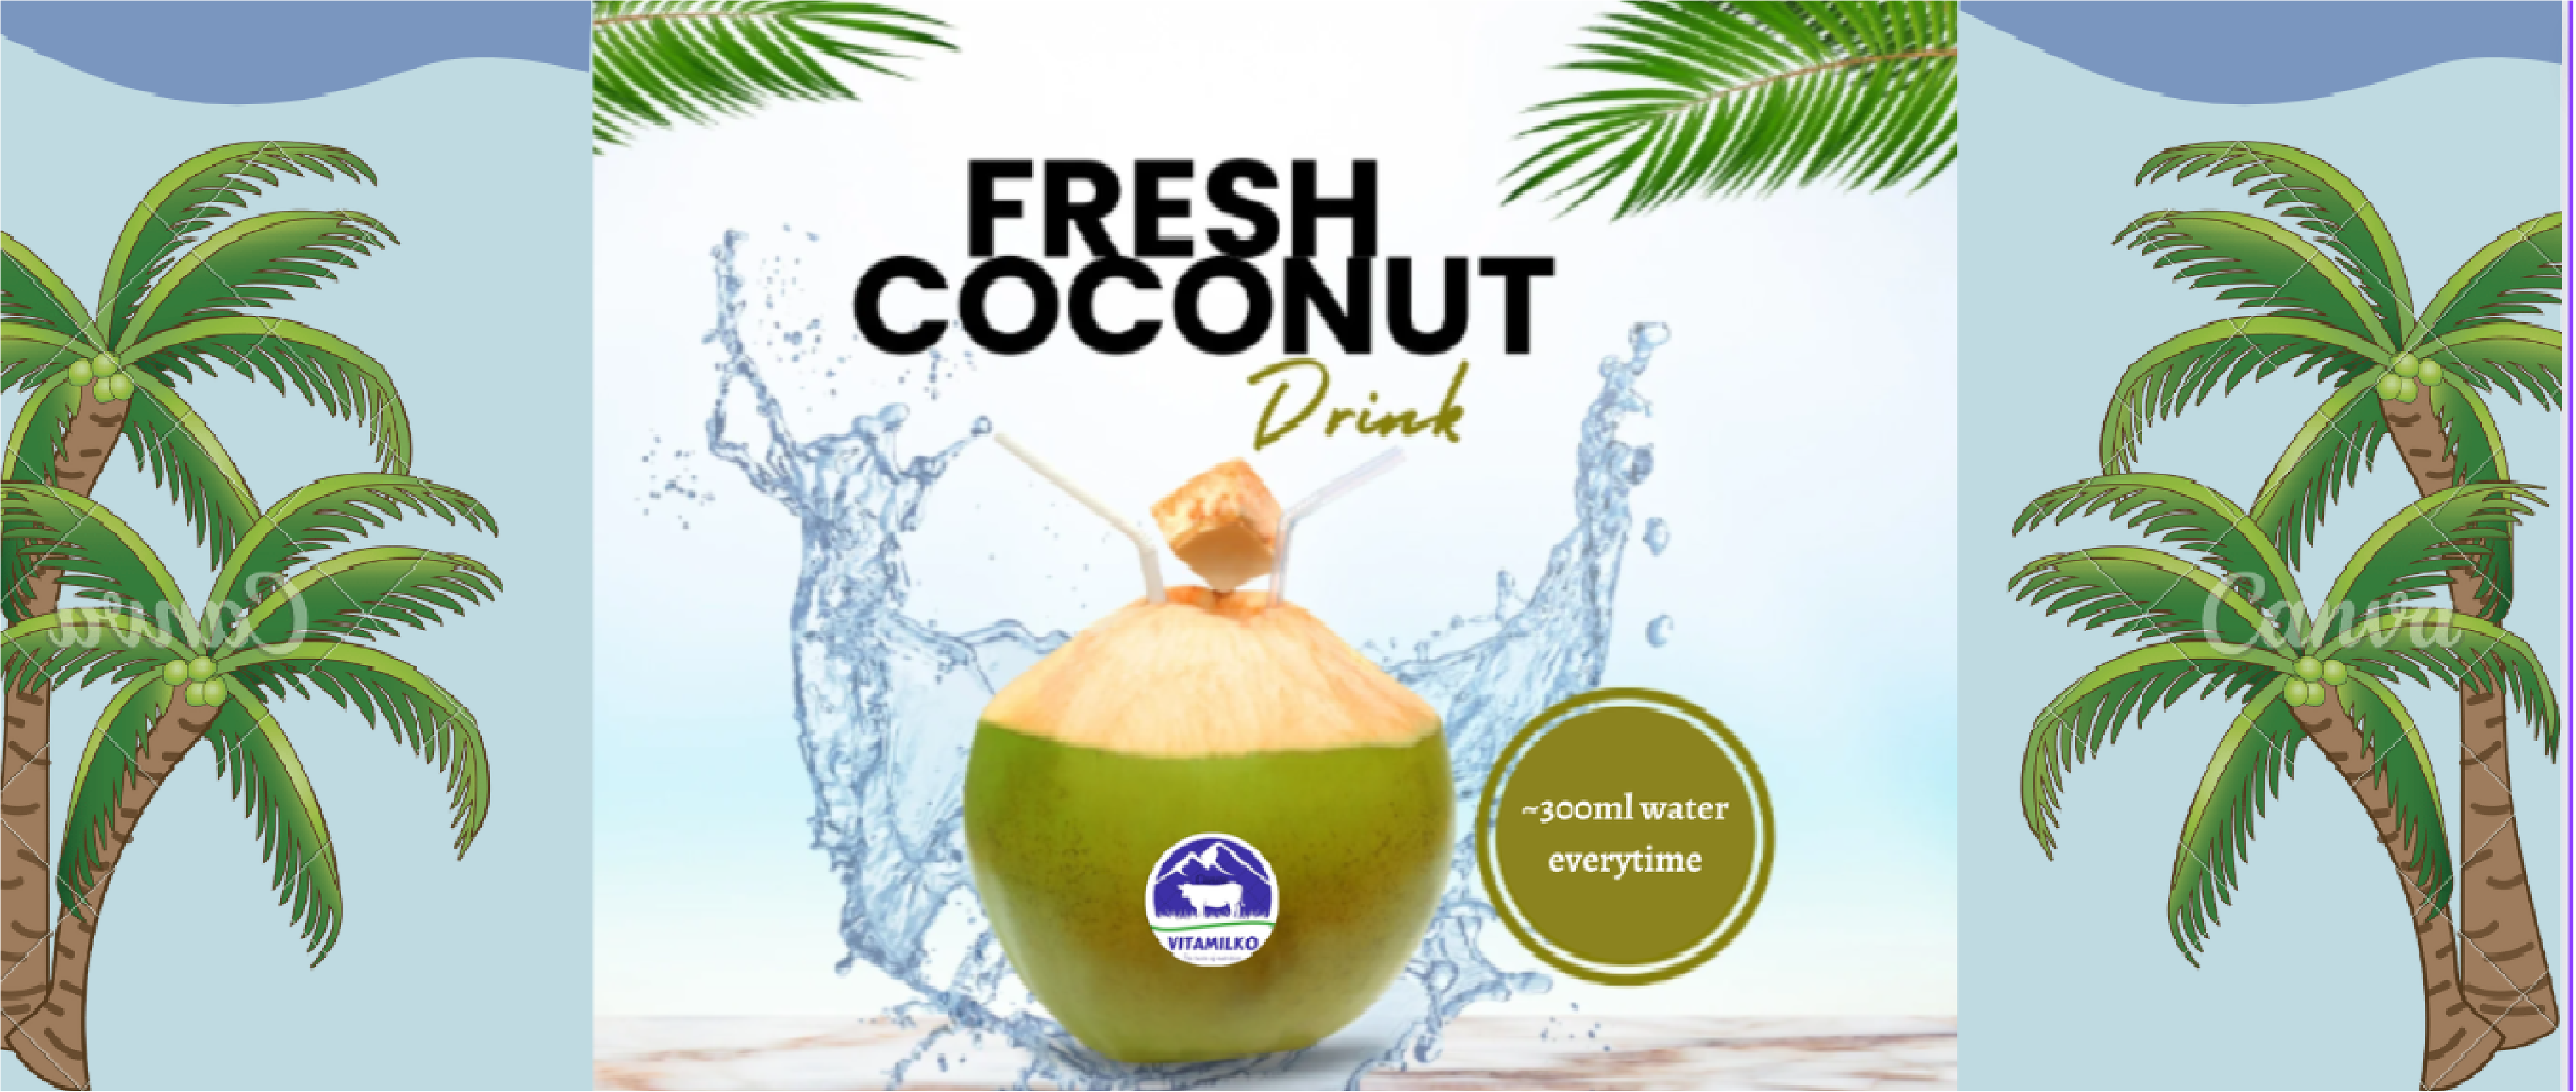 FRESH
COCONUT
Drink
Canva
Canva
~300ml water
everytime
VITAMILKO